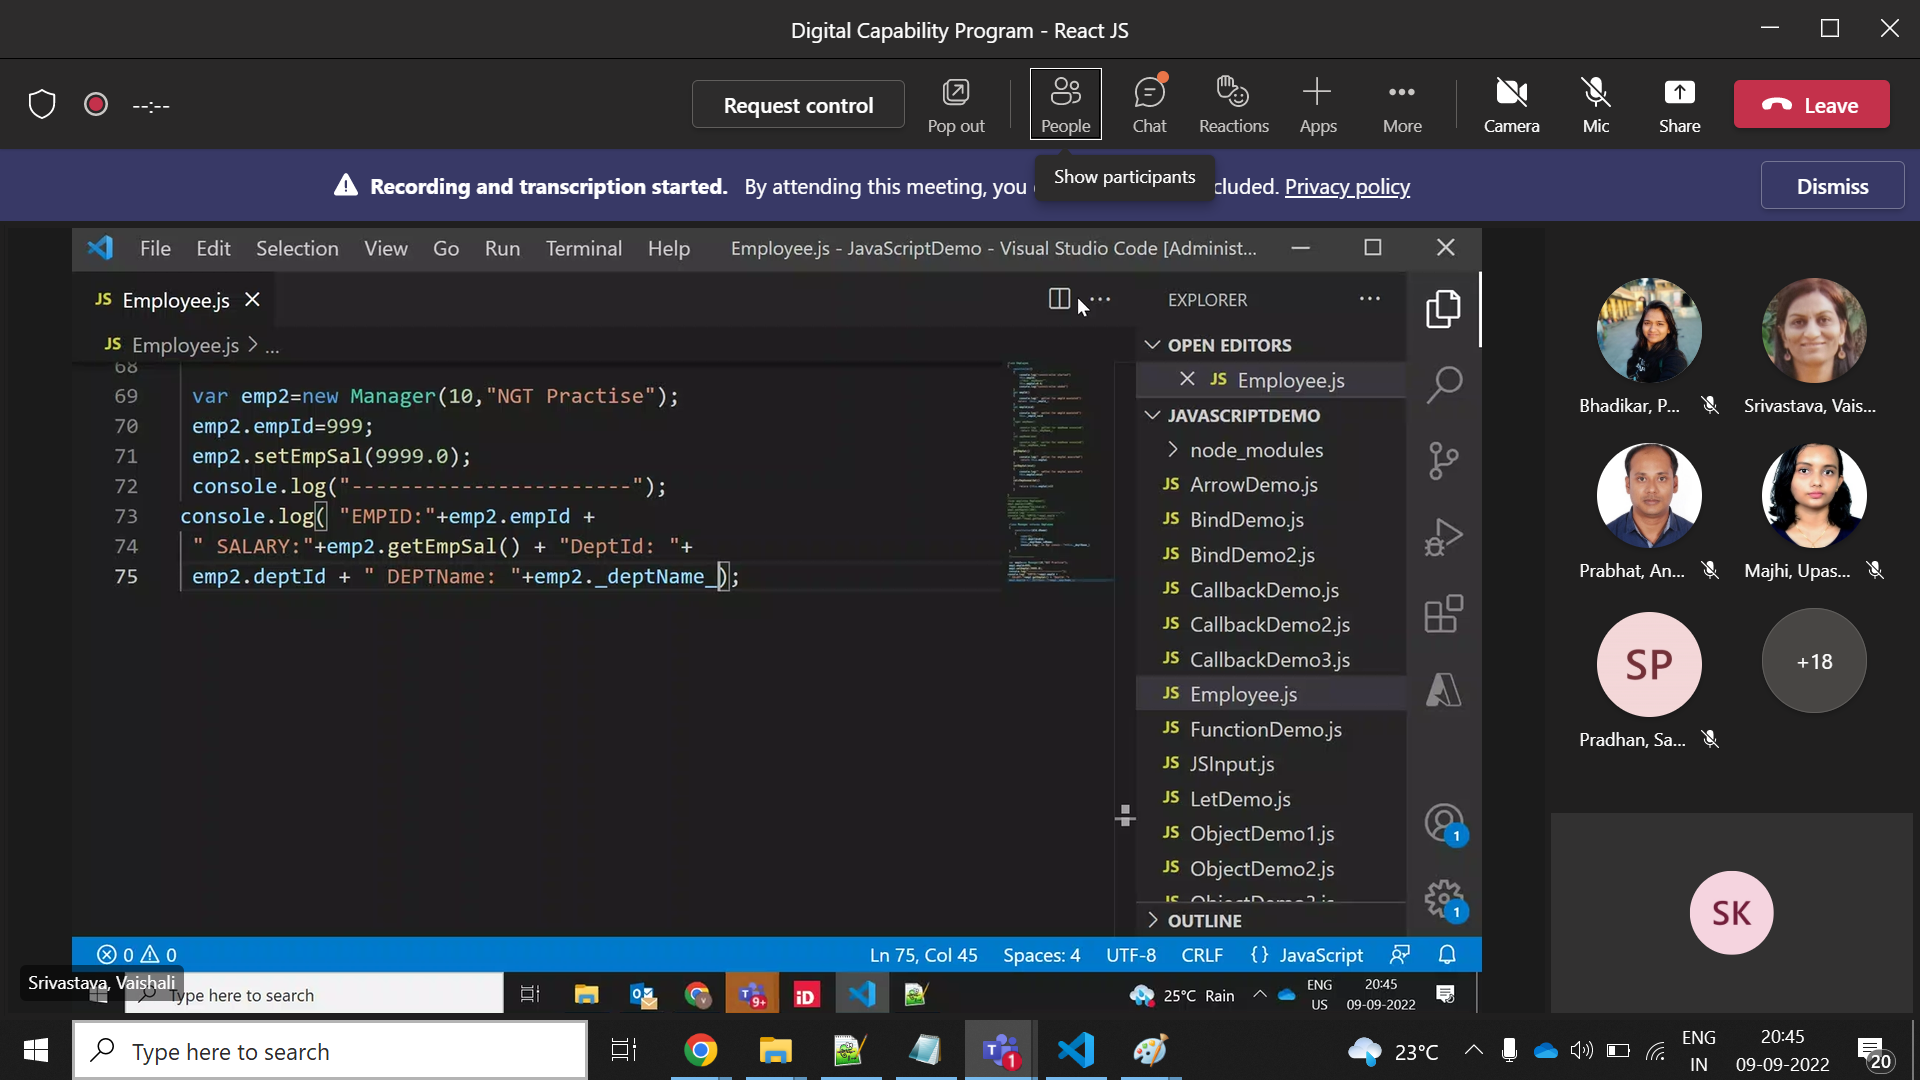 Digital Capability Program - React JS
--:--
Request control
Pop out
People
Chat
Reactions
Apps
More
Camera
Mic
Share
Leave
Recording and transcription started. By attending this meeting, you cluded. Privacy policy
Show participants
Dismiss
File Edit Selection View Go Run Terminal Help Employee.js - JavaScriptDemo - Visual Studio Code [Administ...
JS Employee.js
JS Employee.js > ...
68
69 var emp2=new Manager(10,"NGT Practise");
70 emp2.empId=999;
71 emp2.setEmpSal(9999.0);
72 console.log("-----------------------");
73 console.log( "EMPID:"+emp2.empId +
74 " SALARY:"+emp2.getEmpSal() + "DeptId: "+
75 emp2.deptId + " DEPTName: "+emp2._deptName_);
EXPLORER
OPEN EDITORS
JS Employee.js
JAVASCRIPTDEMO
node_modules
JS ArrowDemo.js
JS BindDemo.js
JS BindDemo2.js
JS CallbackDemo.js
JS CallbackDemo2.js
JS CallbackDemo3.js
JS Employee.js
JS FunctionDemo.js
JS JSInput.js
JS LetDemo.js
JS ObjectDemo1.js
JS ObjectDemo2.js
OUTLINE
1
1
Bhadikar, P...
Srivastava, Vais...
Prabhat, An...
Majhi, Upas...
SP
+18
Pradhan, Sa...
SK
0 0
Ln 75, Col 45 Spaces: 4 UTF-8 CRLF {} JavaScript
Srivastava, Vaishali
Type here to search
9+
iD
25°C Rain
ENG
US
20:45
09-09-2022
Type here to search
1
23°C
ENG
IN
20:45
09-09-2022
20